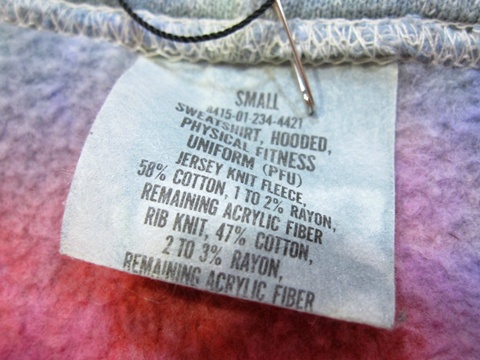 SMALL
8415-01-234-4421
SWEATSHIRT, HOODED,
PHYSICAL FITNESS
UNIFORM (PFU)
JERSEY KNIT FLEECE,
50% COTTON, 1 TO 2% RAYON,
REMAINING ACRYLIC FIBER
RIB KNIT, 47% COTTON,
2 TO 3% RAYON,
REMAINING ACRYLIC FIBER